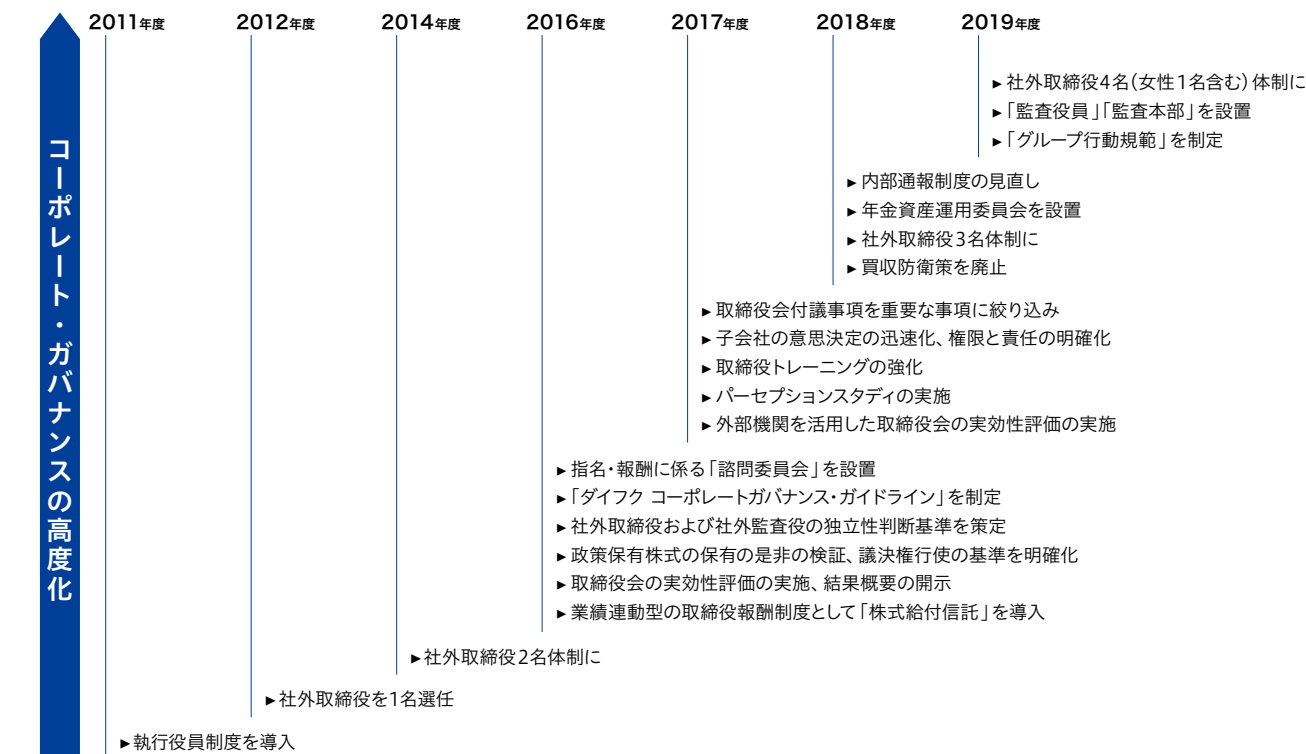 2011年度
2012年度
2014年度
2016年度
2017年度
2018年度
2019年度
コーポレート・ガバナンスの高度化
►社外取締役4名(女性1名含む)体制に
►「監査役員」「監査本部」を設置
►「グループ行動規範」を制定
►内部通報制度の見直し
►年金資産運用委員会を設置
►社外取締役3名体制に
►買収防衛策を廃止
►取締役会付議事項を重要な事項に絞り込み
►子会社の意思決定の迅速化、権限と責任の明確化
►取締役トレーニングの強化
►パーセプションスタディの実施
►外部機関を活用した取締役会の実効性評価の実施
►指名・報酬に係る「諮問委員会」を設置
►「ダイフク コーポレートガバナンス・ガイドライン」を制定
►社外取締役および社外監査役の独立性判断基準を策定
►政策保有株式の保有の是非の検証、議決権行使の基準を明確化
►取締役会の実効性評価の実施、結果概要の開示
►業績連動型の取締役報酬制度として「株式給付信託」を導入
►社外取締役2名体制に
►社外取締役を1名選任
►執行役員制度を導入